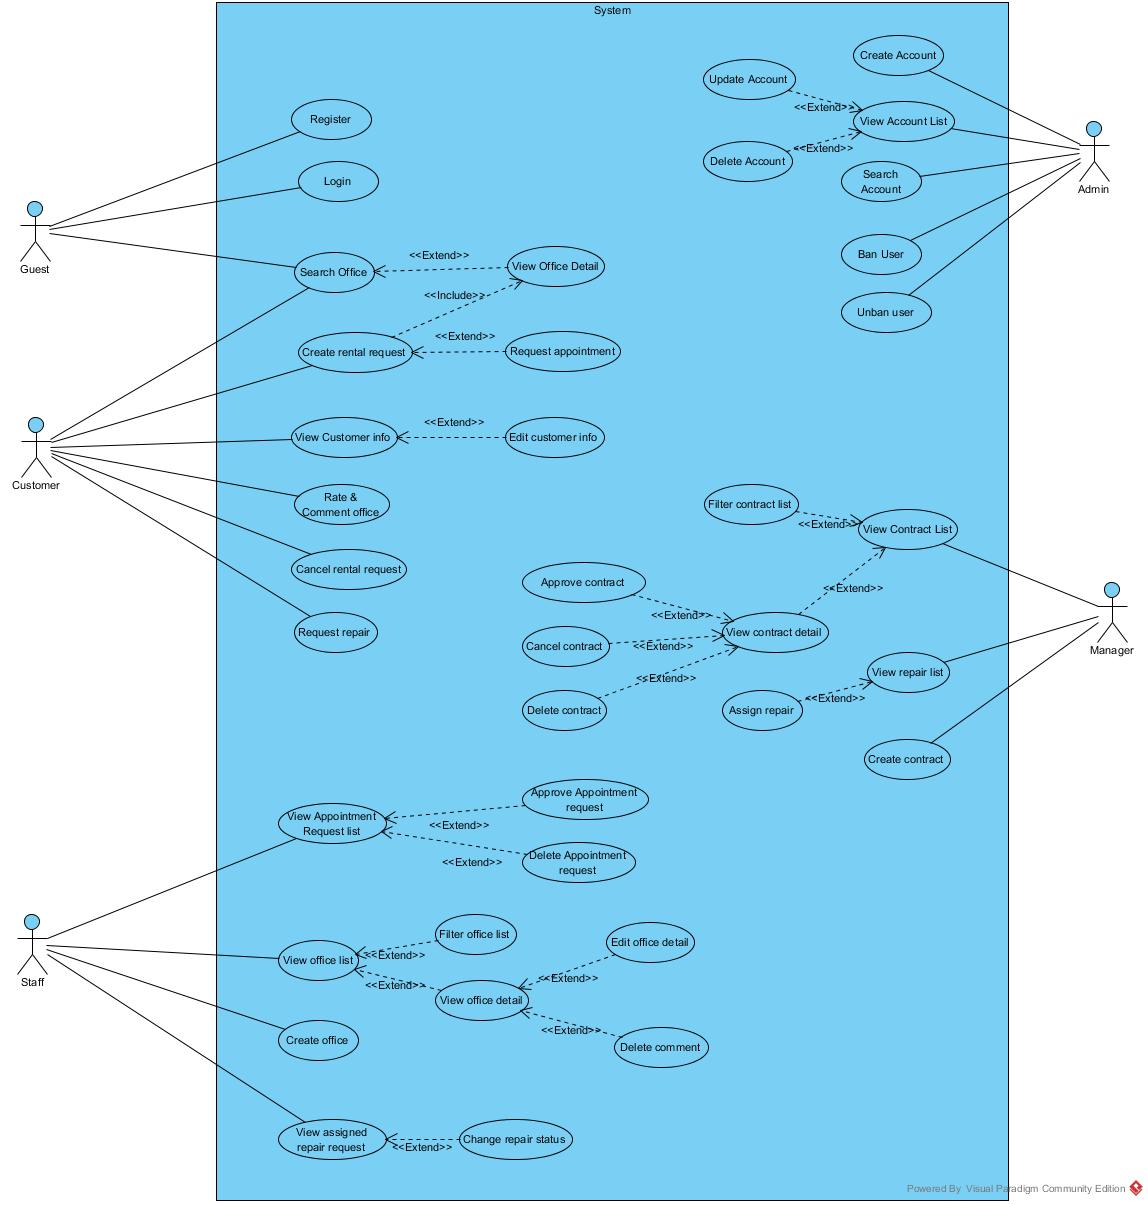 System
Create Account
Update Account
<<Extend>>
View Account List
<<Extend>>
Delete Account
Search
Account
Admin
Ban User
Unban user
Register
Login
Guest
Search Office
<<Extend>>
View Office Detail
<<Include>>
Create rental request
<<Extend>>
Request appointment
Customer
View Customer info
<<Extend>>
Edit customer info
Rate &
Comment office
Cancel rental request
Request repair
Filter contract list
<<Extend>>
View Contract List
<<Extend>>
Approve contract
<<Extend>>
View contract detail
Cancel contract
<<Extend>>
<<Extend>>
Delete contract
Manager
View repair list
<<Extend>>
Assign repair
Create contract
View Appointment
Request list
<<Extend>>
Approve Appointment
request
<<Extend>>
Delete Appointment
request
Staff
View office list
<<Extend>>
Filter office list
<<Extend>>
View office detail
<<Extend>>
Edit office detail
<<Extend>>
Delete comment
Create office
View assigned
repair request
<<Extend>>
Change repair status
Powered By Visual Paradigm Community Edition